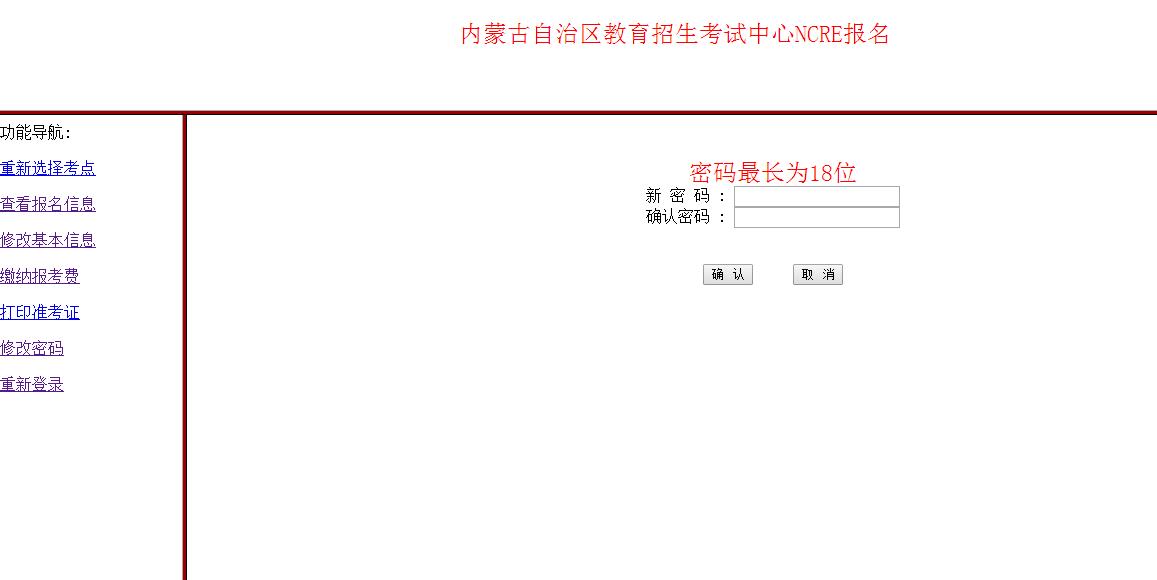 内蒙古自治区教育招生考试中心NCRE报名
功能导航:
重新选择考点
查看报名信息
修改基本信息
缴纳报考费
打印准考证
修改密码
重新登录
密码最长为18位
新 密 码 :
确认密码 :
确 认 取 消